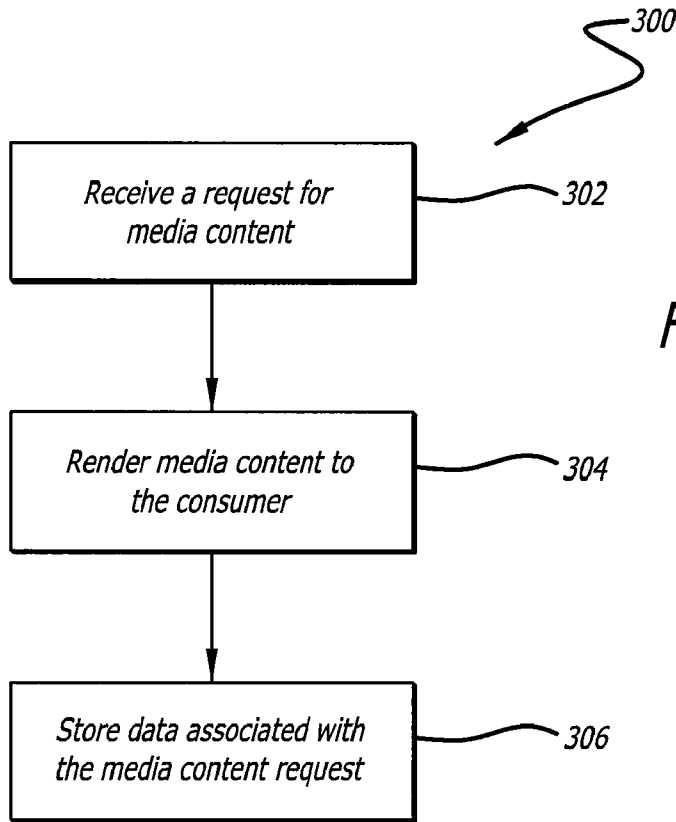 300
Receive a request for
media content
302
Render media content to
the consumer
304
Store data associated with
the media content request
306